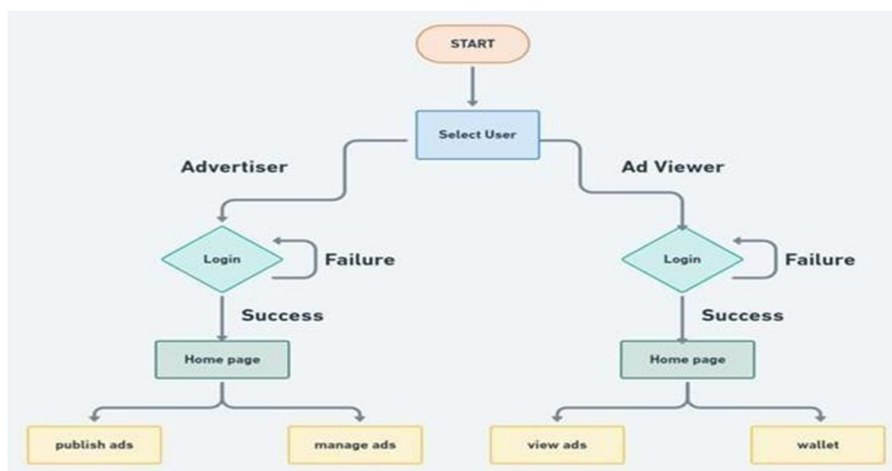 START
Select User
Advertiser
Ad Viewer
Login
Failure
Login
Failure
Success
Success
Home page
Home page
publish ads
manage ads
view ads
wallet